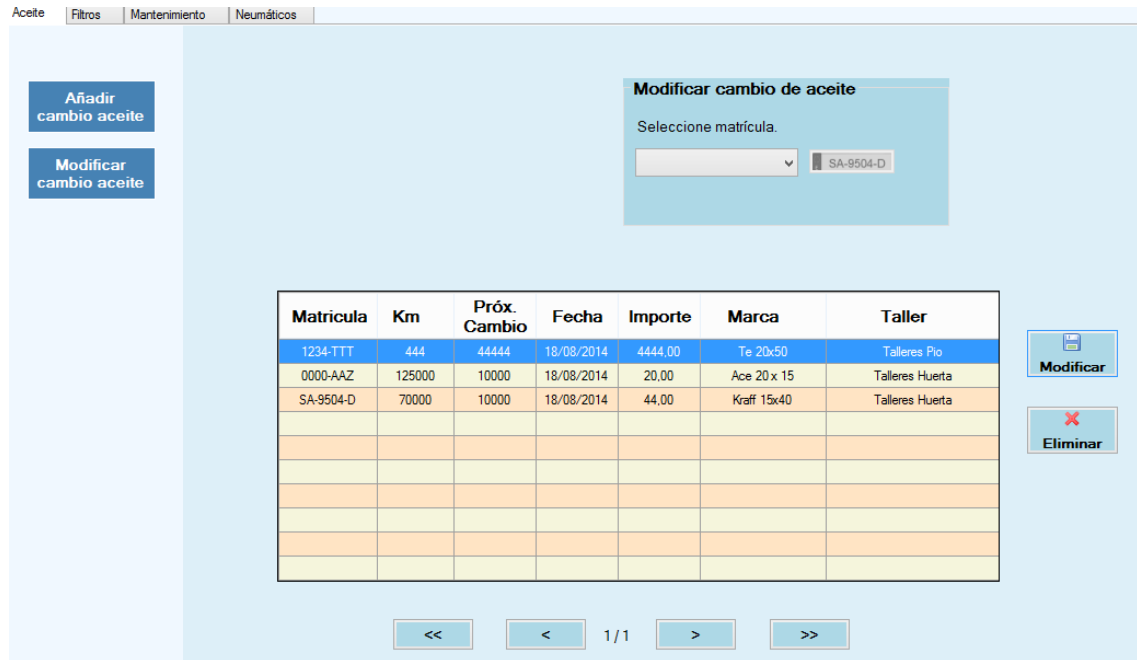 Aceite Filtros Mantenimiento Neumáticos
Añadir
cambio aceite
Modificar
cambio aceite
Modificar cambio de aceite
Seleccione matrícula.
SA-9504-D
Matricula Km Próx. Cambio Fecha Importe Marca Taller
1234-TTT 444 44444 18/08/2014 4444,00 Te 20x50 Talleres Pio
0000-AAZ 125000 10000 18/08/2014 20,00 Ace 20 x 15 Talleres Huerta
SA-9504-D 70000 10000 18/08/2014 44,00 Kraff 15x40 Talleres Huerta
Modificar
Eliminar
<< < 1 / 1 > >>